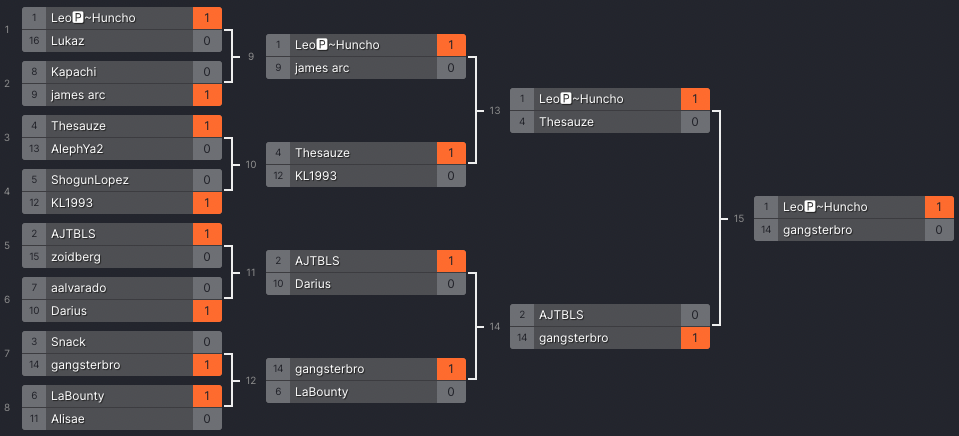 1 1 Leo🅿️~Huncho 1
16 Lukaz 0
2 8 Kapachi 0
9 james arc 1
3 4 Thesauze 1
13 AlephYa2 0
4 5 ShogunLopez 0
12 KL1993 1
5 2 AJTBLS 1
15 zoidberg 0
6 7 aalvarado 0
10 Darius 1
7 3 Snack 0
14 gangsterbro 1
8 6 LaBounty 1
11 Alisae 0
9 1 Leo🅿️~Huncho 1
9 james arc 0
10 4 Thesauze 1
12 KL1993 0
11 2 AJTBLS 1
10 Darius 0
12 14 gangsterbro 1
6 LaBounty 0
13 1 Leo🅿️~Huncho 1
4 Thesauze 0
14 2 AJTBLS 0
14 gangsterbro 1
15 1 Leo🅿️~Huncho 1
14 gangsterbro 0